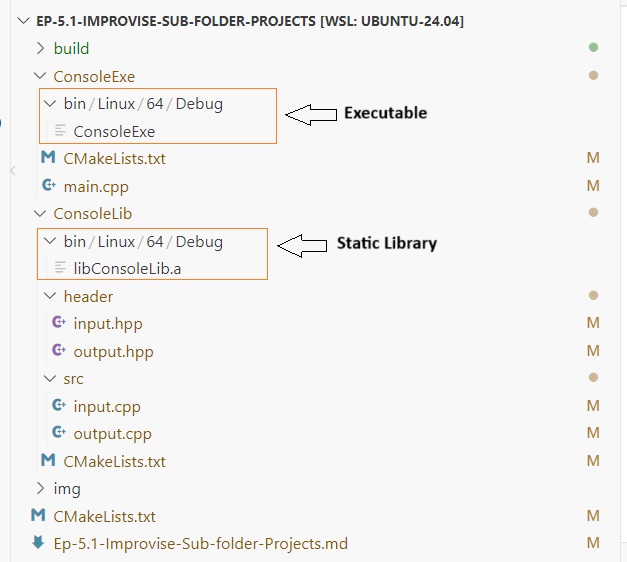 EP-5.1-IMPROVISE-SUB-FOLDER-PROJECTS [WSL: UBUNTU-24.04]
build
ConsoleExe
bin / Linux / 64 / Debug
Executable
ConsoleExe
CMakeLists.txt M
main.cpp M
ConsoleLib
bin / Linux / 64 / Debug
Static Library
libConsoleLib.a
header
input.hpp M
output.hpp M
src
input.cpp M
output.cpp M
CMakeLists.txt M
img
CMakeLists.txt M
Ep-5.1-Improvise-Sub-folder-Projects.md M